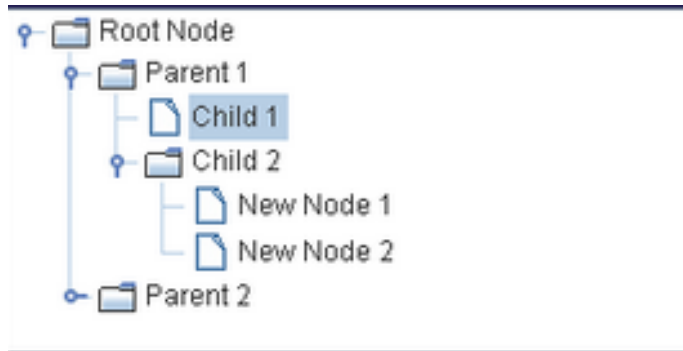 Root Node
Parent 1
Child 1
Child 2
New Node 1
New Node 2
Parent 2